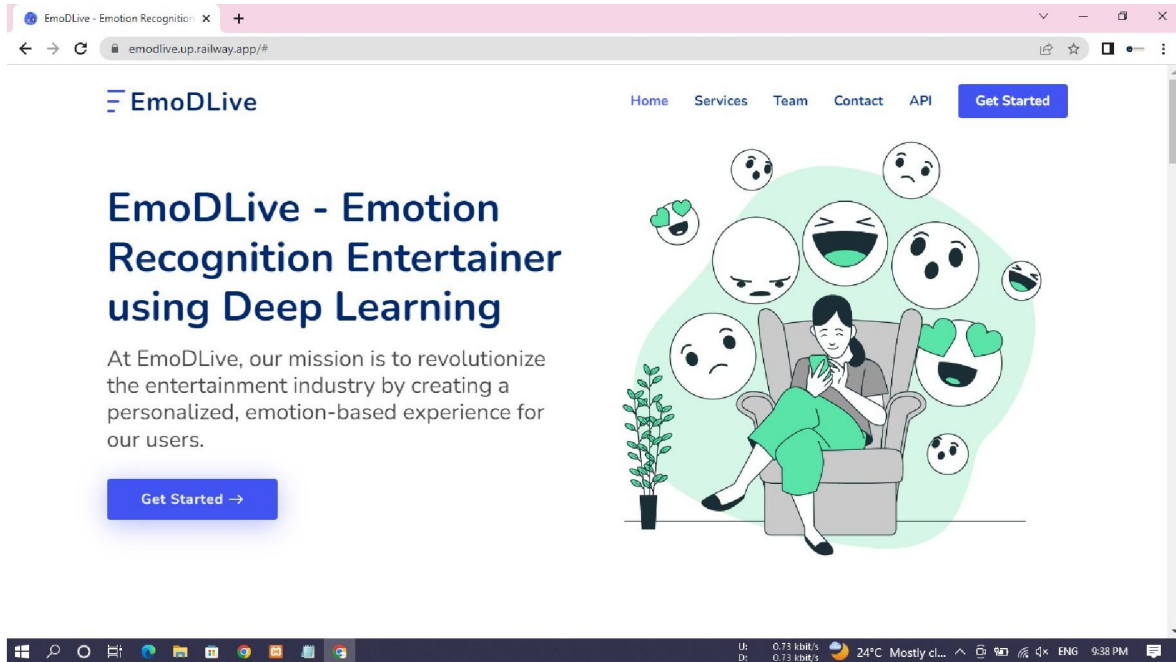 EmoDLive - Emotion Recognition
emodlive.up.railway.app/#
EmoDLive
Home Services Team Contact API Get Started
EmoDLive - Emotion
Recognition Entertainer
using Deep Learning
At EmoDLive, our mission is to revolutionize
the entertainment industry by creating a
personalized, emotion-based experience for
our users.
Get Started →
U: 0.73 kbit/s
D: 0.73 kbit/s
24°C Mostly cl... ENG 9:38 PM